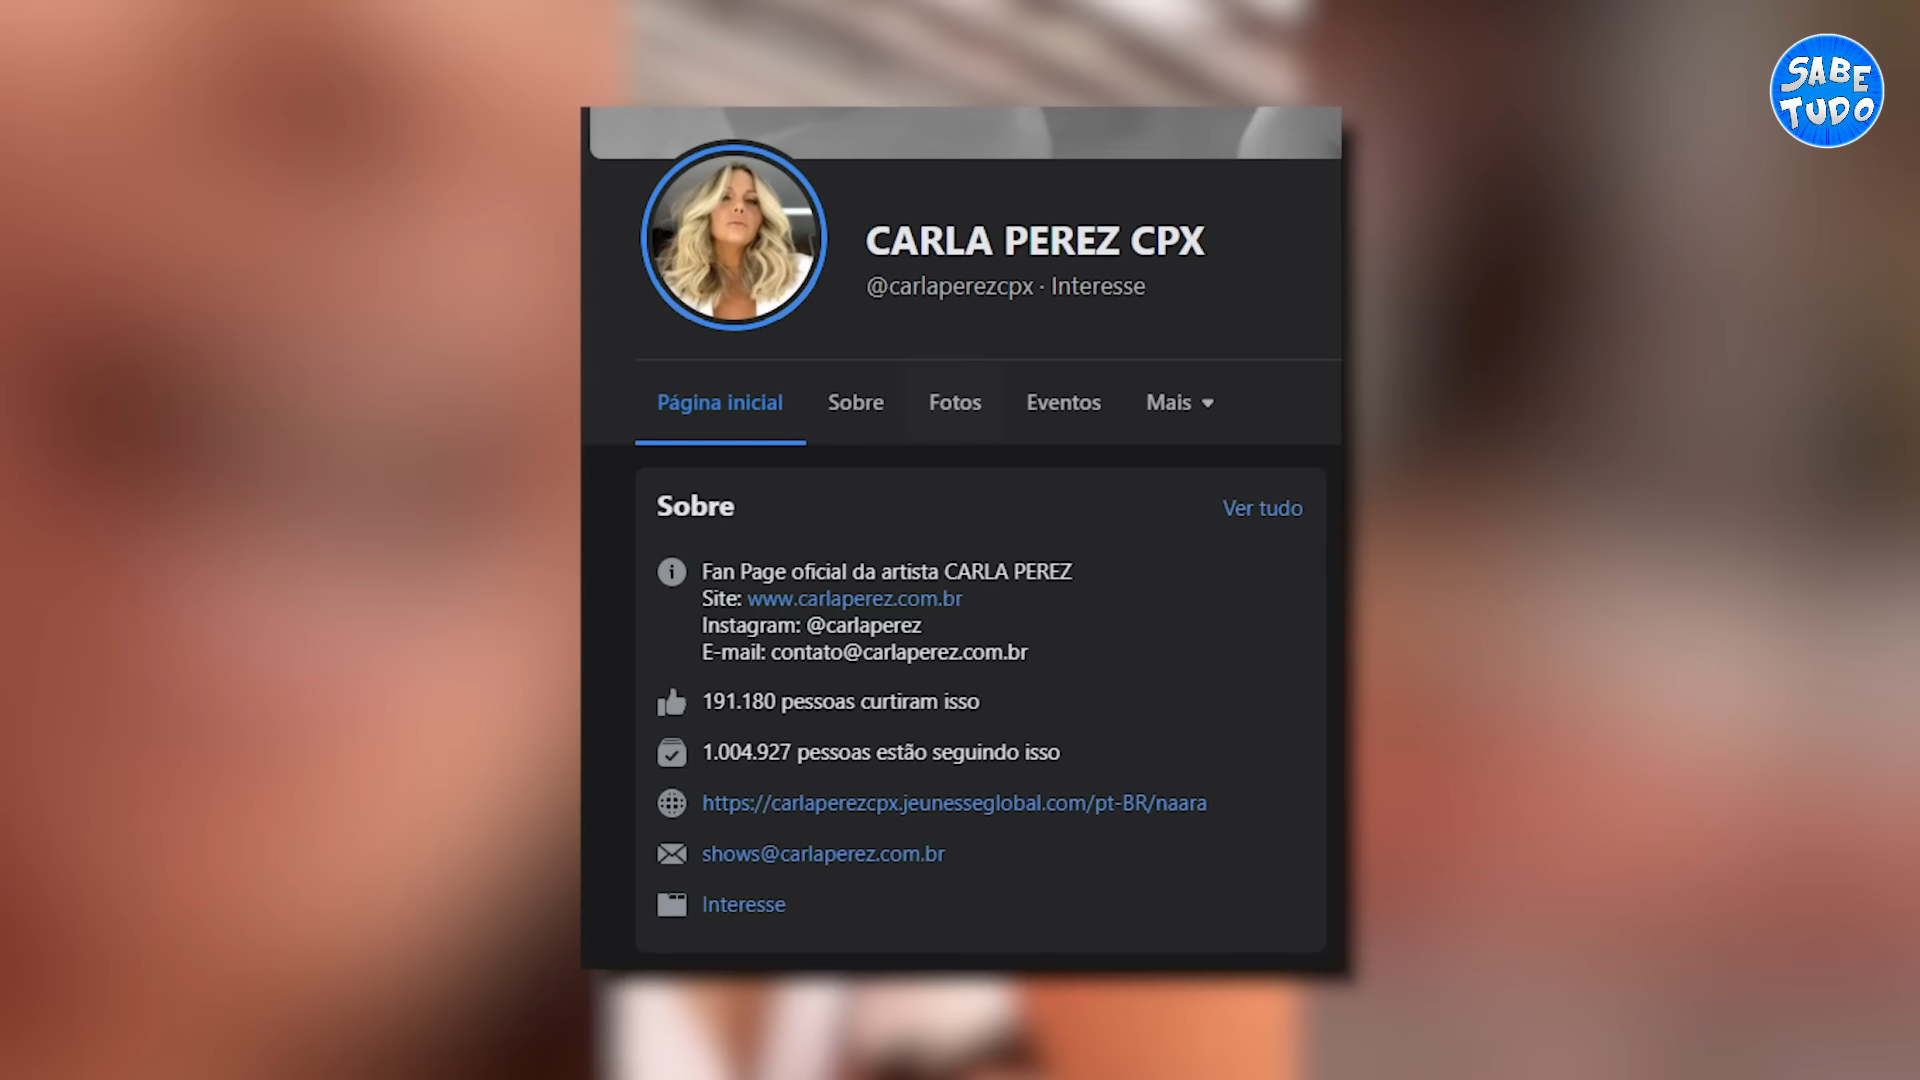 SABE
TUDO
CARLA PEREZ CPX
@carlaperezcpx · Interesse
Página inicial Sobre Fotos Eventos Mais
Sobre Ver tudo
Fan Page oficial da artista CARLA PEREZ
Site: www.carlaperez.com.br
Instagram: @carlaperez
E-mail: contato@carlaperez.com.br
191.180 pessoas curtiram isso
1.004.927 pessoas estão seguindo isso
https://carlaperezcpx.jeunesseglobal.com/pt-BR/naara
shows@carlaperez.com.br
Interesse